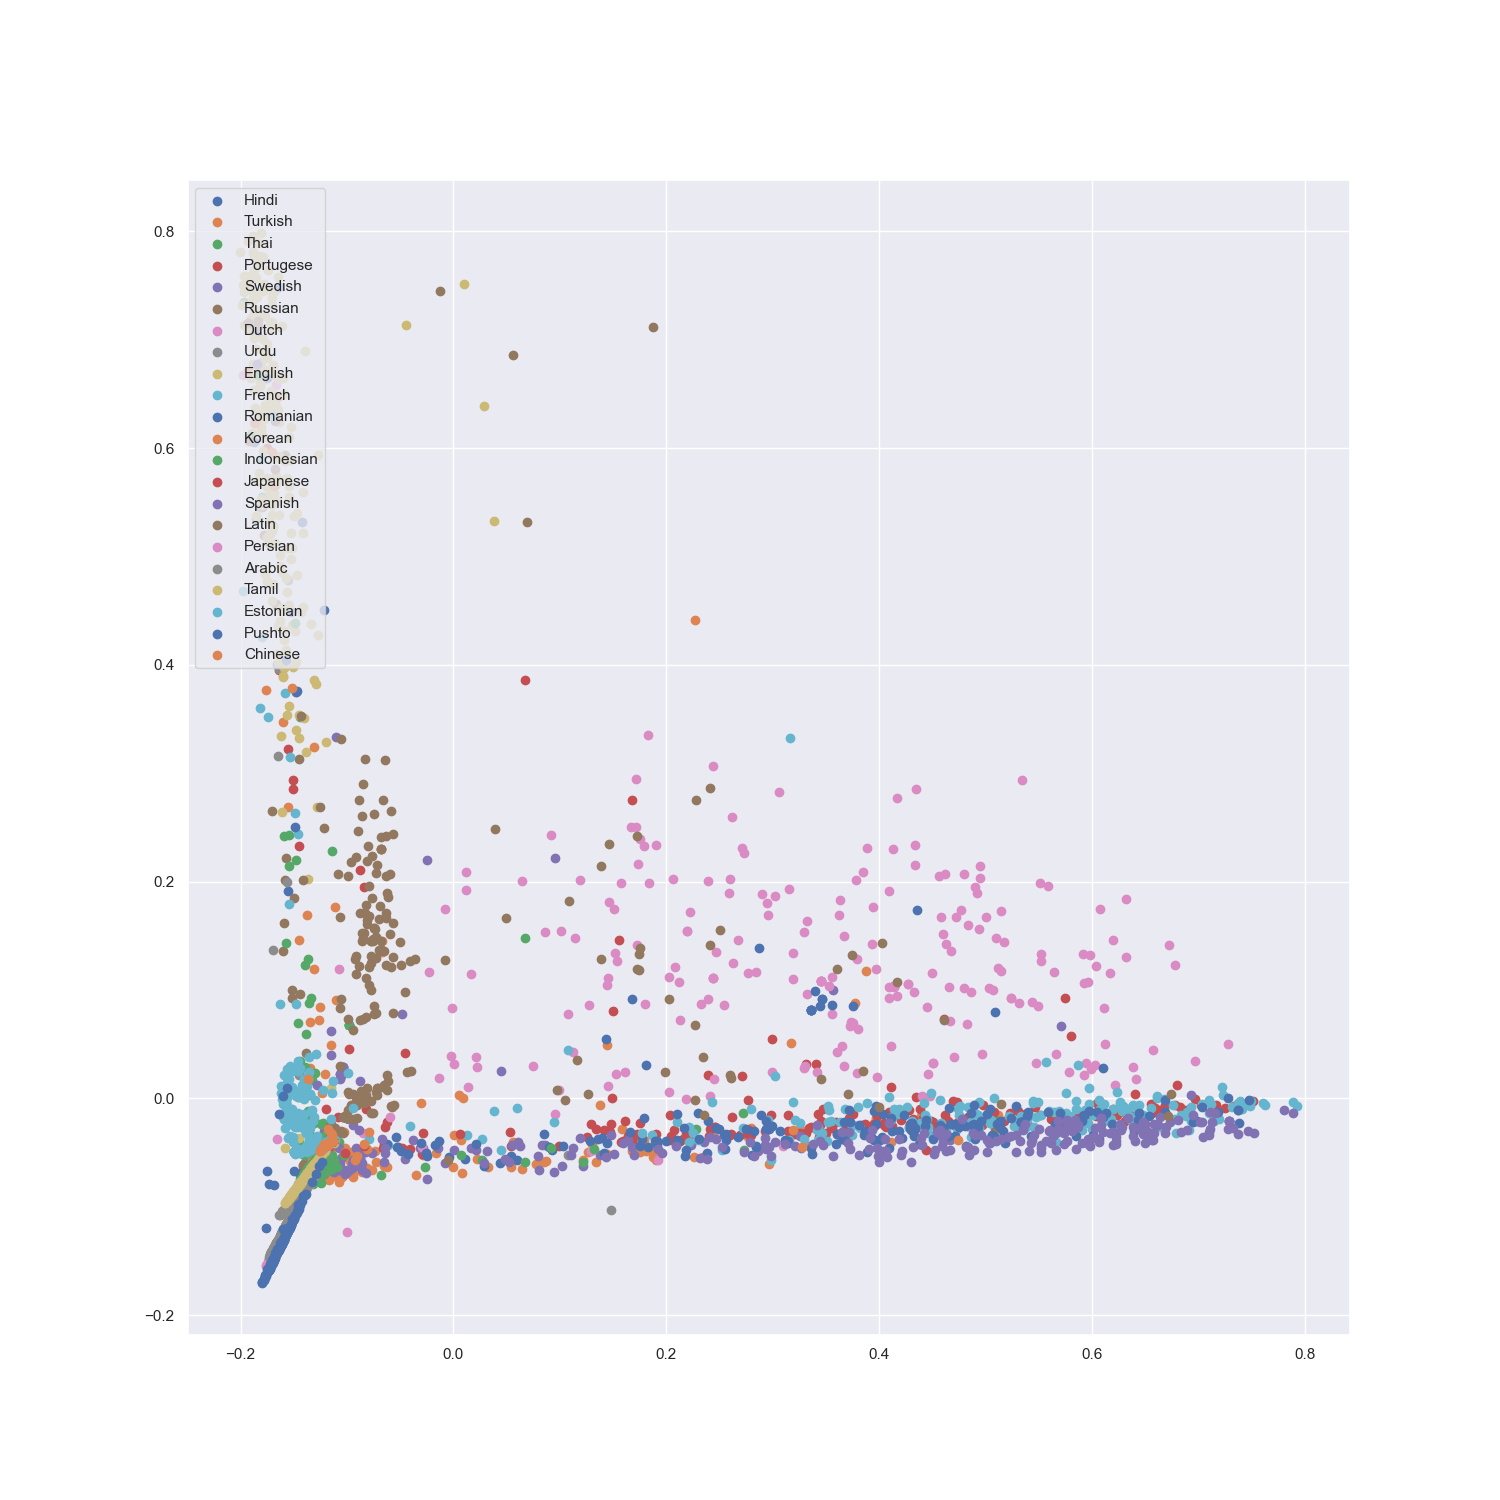 Hindi
Turkish
Thai
Portugese
Swedish
Russian
Dutch
Urdu
English
French
Romanian
Korean
Indonesian
Japanese
Spanish
Latin
Persian
Arabic
Tamil
Estonian
Pushto
Chinese
0.8
0.6
0.4
0.2
0.0
−0.2
−0.2 0.0 0.2 0.4 0.6 0.8